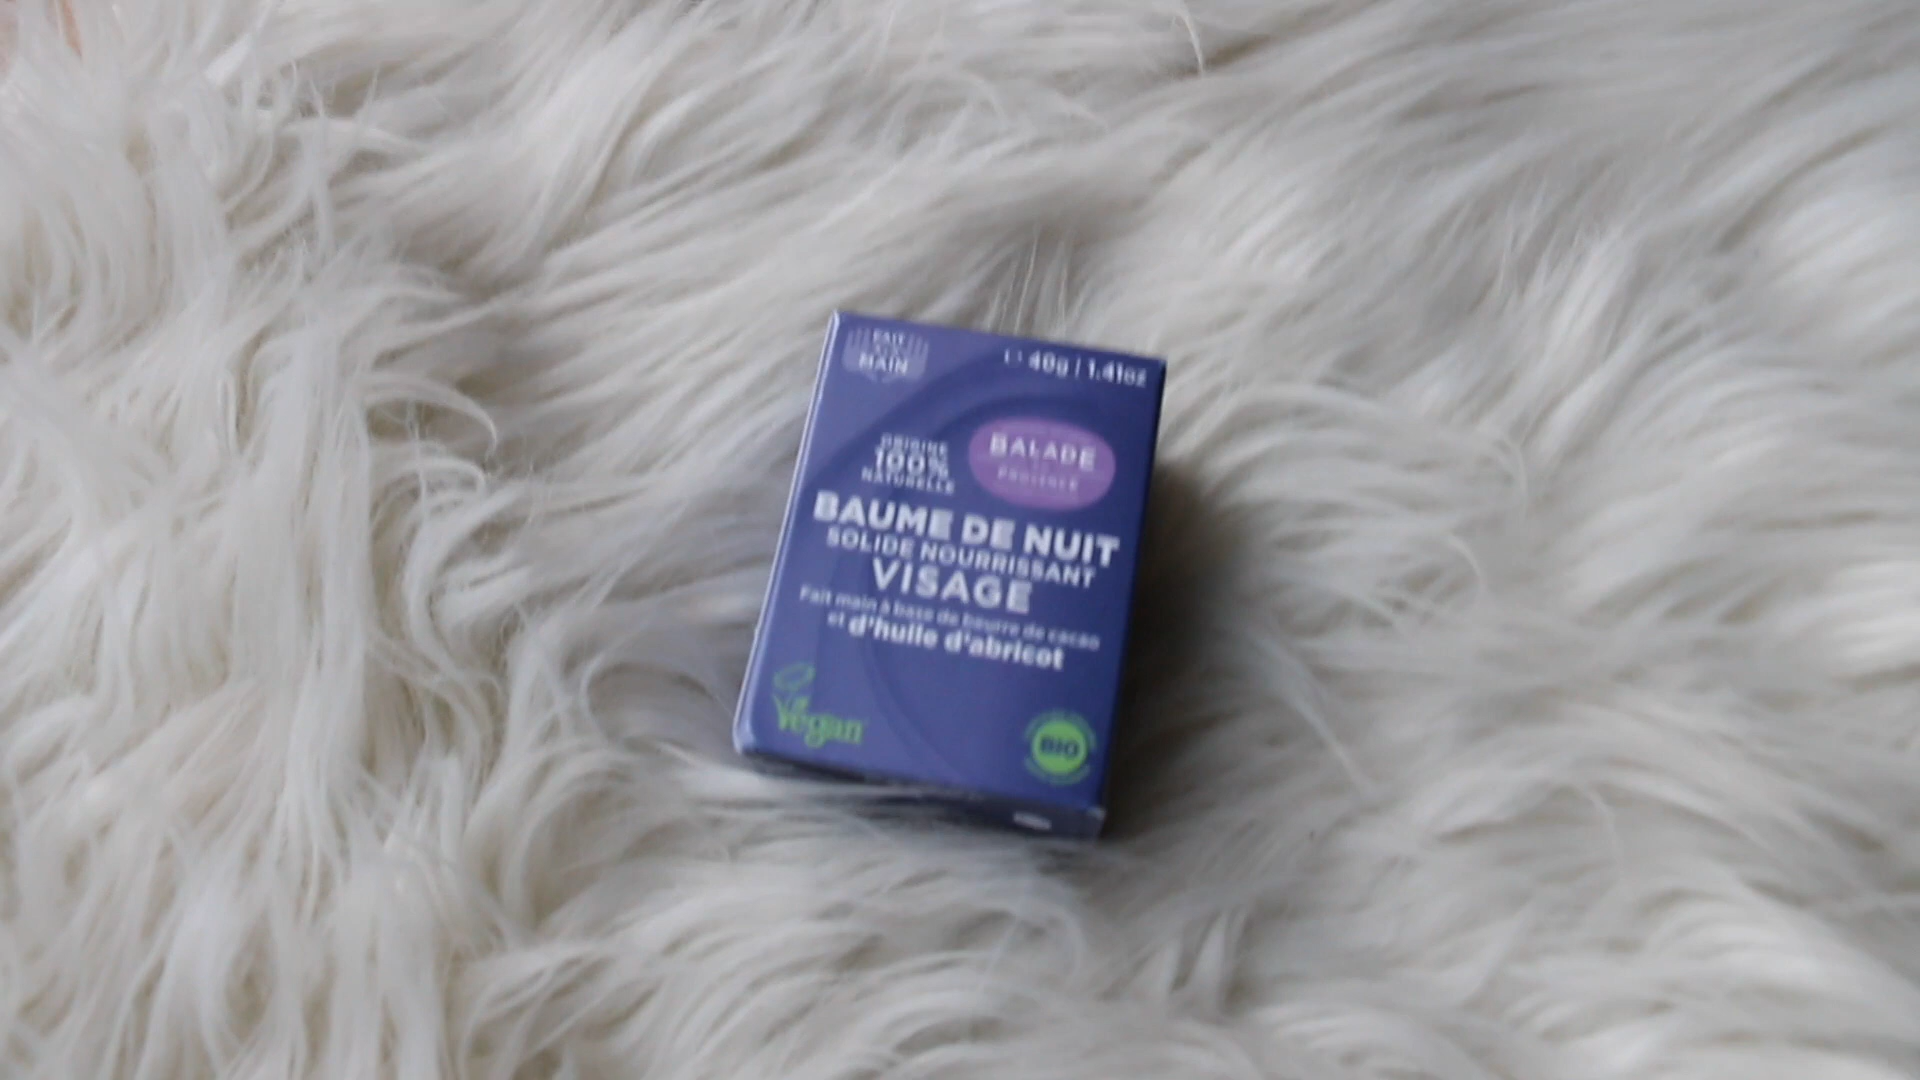 FAIT
MAIN
40g | 1.41oz
ORIGINE
100%
NATURELLE
BALADE
PROVENCE
BAUME DE NUIT
SOLIDE NOURRISSANT
VISAGE
Fait main à base de beurre de cacao
et d'huile d'abricot
Vegan
BIO